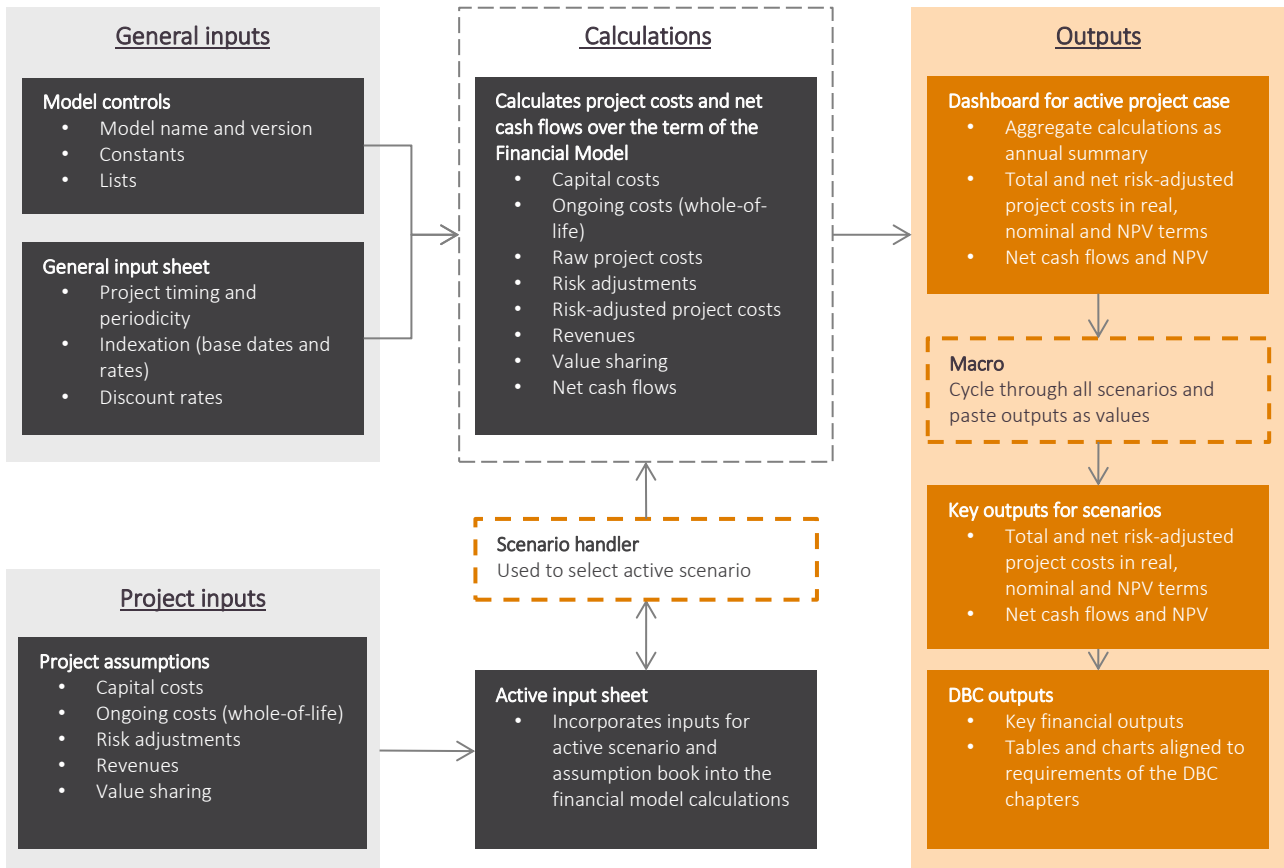 General inputs
Model controls
• Model name and version
• Constants
• Lists
General input sheet
• Project timing and
periodicity
• Indexation (base dates and
rates)
• Discount rates
Project inputs
Project assumptions
• Capital costs
• Ongoing costs (whole-of-life)
• Risk adjustments
• Revenues
• Value sharing
Calculations
Calculates project costs and net
cash flows over the term of the
Financial Model
• Capital costs
• Ongoing costs (whole-of-
life)
• Raw project costs
• Risk adjustments
• Risk-adjusted project costs
• Revenues
• Value sharing
• Net cash flows
Scenario handler
Used to select active scenario
Active input sheet
• Incorporates inputs for
active scenario and
assumption book into the
financial model calculations
Outputs
Dashboard for active project case
• Aggregate calculations as
annual summary
• Total and net risk-adjusted
project costs in real,
nominal and NPV terms
• Net cash flows and NPV
Macro
Cycle through all scenarios and
paste outputs as values
Key outputs for scenarios
• Total and net risk-adjusted
project costs in real,
nominal and NPV terms
• Net cash flows and NPV
DBC outputs
• Key financial outputs
• Tables and charts aligned to
requirements of the DBC
chapters